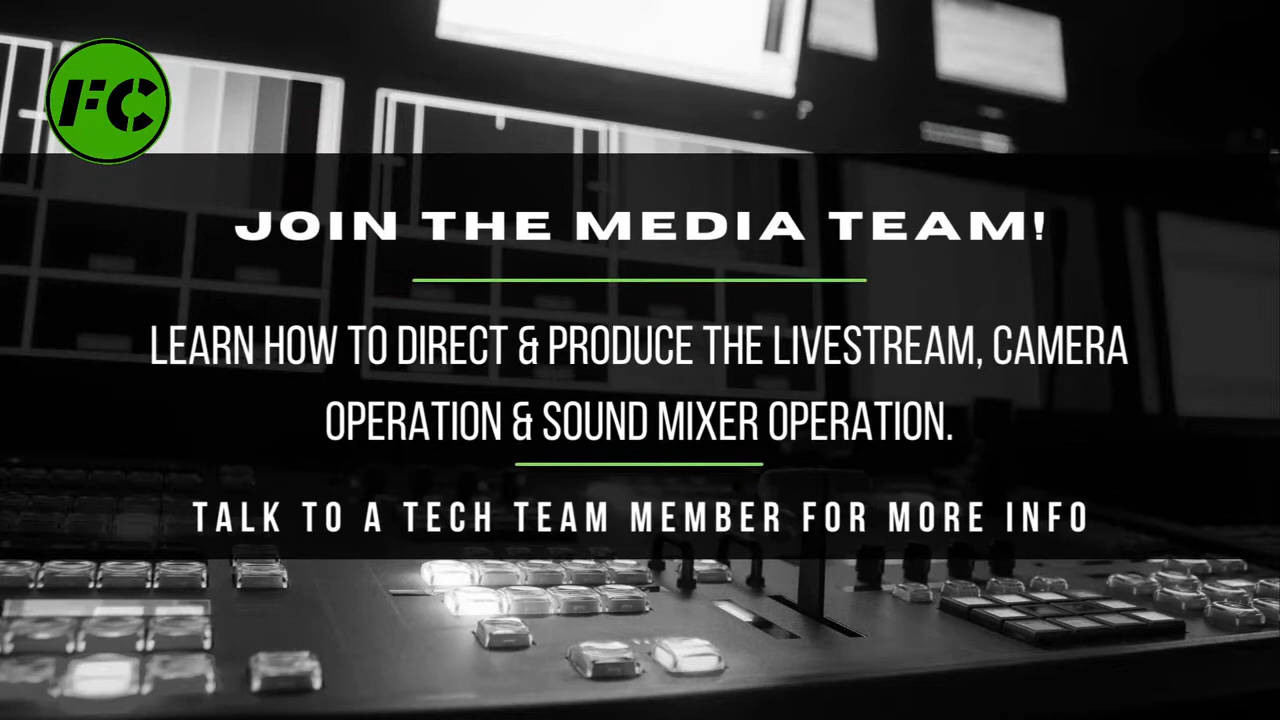 FC
JOIN THE MEDIA TEAM!
LEARN HOW TO DIRECT & PRODUCE THE LIVESTREAM, CAMERA
OPERATION & SOUND MIXER OPERATION.
TALK TO A TECH TEAM MEMBER FOR MORE INFO